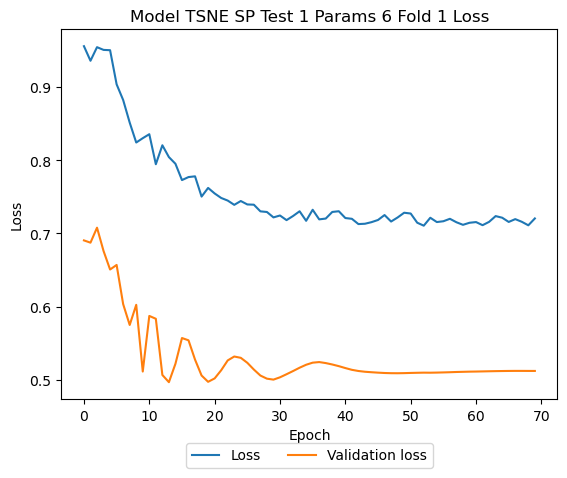 Model TSNE SP Test 1 Params 6 Fold 1 Loss
0.9
0.8
0.7
0.6
0.5
Loss
0 10 20 30 40 50 60 70
Epoch
Loss Validation loss